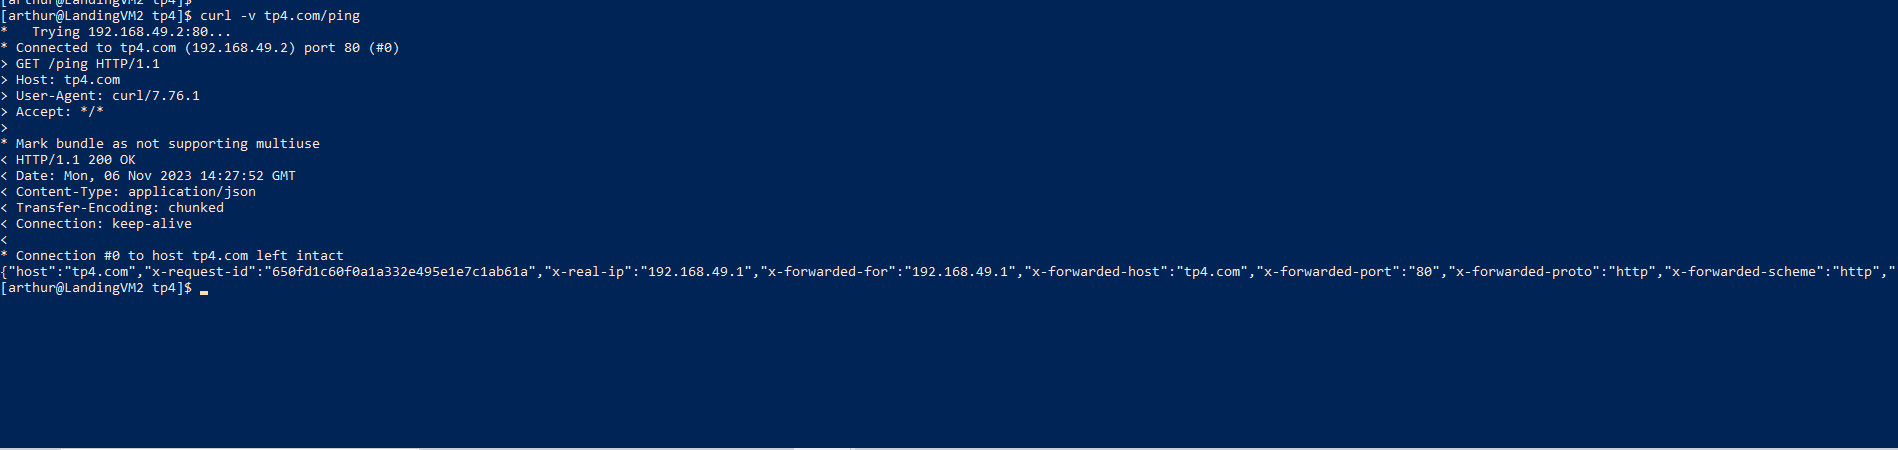 [arthur@LandingVM2 tp4]$
[arthur@LandingVM2 tp4]$ curl -v tp4.com/ping
*   Trying 192.168.49.2:80...
* Connected to tp4.com (192.168.49.2) port 80 (#0)
> GET /ping HTTP/1.1
> Host: tp4.com
> User-Agent: curl/7.76.1
> Accept: */*
>
* Mark bundle as not supporting multiuse
< HTTP/1.1 200 OK
< Date: Mon, 06 Nov 2023 14:27:52 GMT
< Content-Type: application/json
< Transfer-Encoding: chunked
< Connection: keep-alive
<
* Connection #0 to host tp4.com left intact
{"host":"tp4.com","x-request-id":"650fd1c60f0a1a332e495e1e7c1ab61a","x-real-ip":"192.168.49.1","x-forwarded-for":"192.168.49.1","x-forwarded-host":"tp4.com","x-forwarded-port":"80","x-forwarded-proto":"http","x-forwarded-scheme":"http","
[arthur@LandingVM2 tp4]$